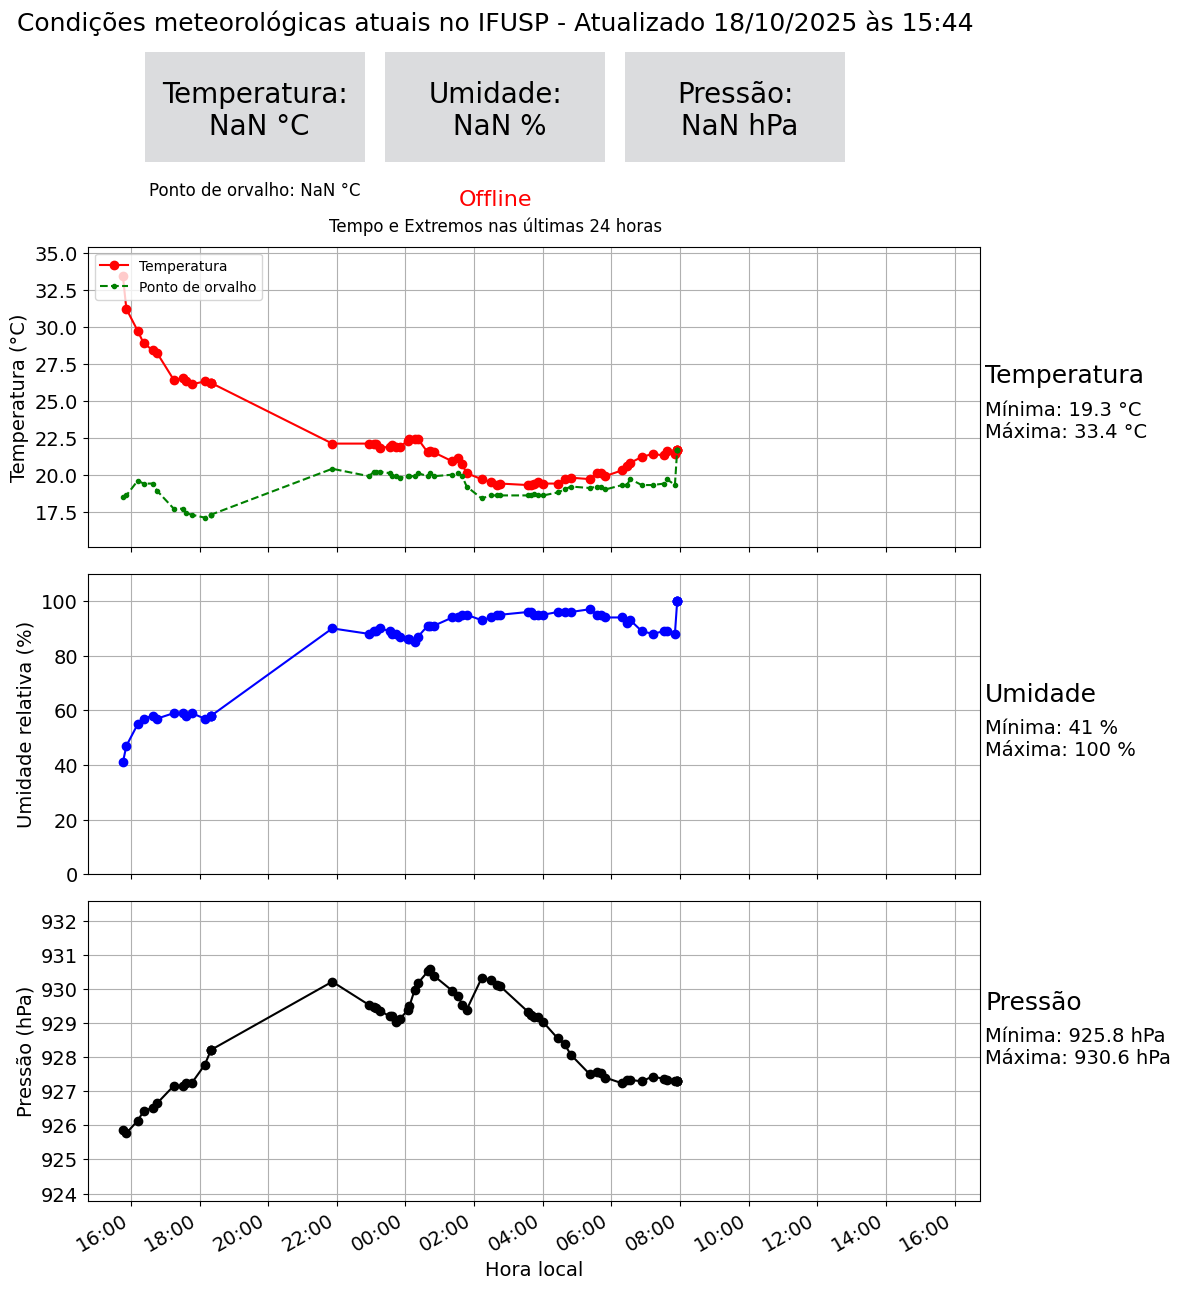 Condições meteorológicas atuais no IFUSP - Atualizado 18/10/2025 às 15:44
Temperatura:
NaN °C
Umidade:
NaN %
Pressão:
NaN hPa
Ponto de orvalho: NaN °C
Offline
Tempo e Extremos nas últimas 24 horas
Temperatura (°C)
35.0
32.5
30.0
27.5
25.0
22.5
20.0
17.5
Temperatura
Ponto de orvalho
Temperatura
Mínima: 19.3 °C
Máxima: 33.4 °C
Umidade relativa (%)
100
80
60
40
20
0
Umidade
Mínima: 41 %
Máxima: 100 %
Pressão (hPa)
932
931
930
929
928
927
926
925
924
Pressão
Mínima: 925.8 hPa
Máxima: 930.6 hPa
16:00
18:00
20:00
22:00
00:00
02:00
04:00
06:00
08:00
10:00
12:00
14:00
16:00
Hora local